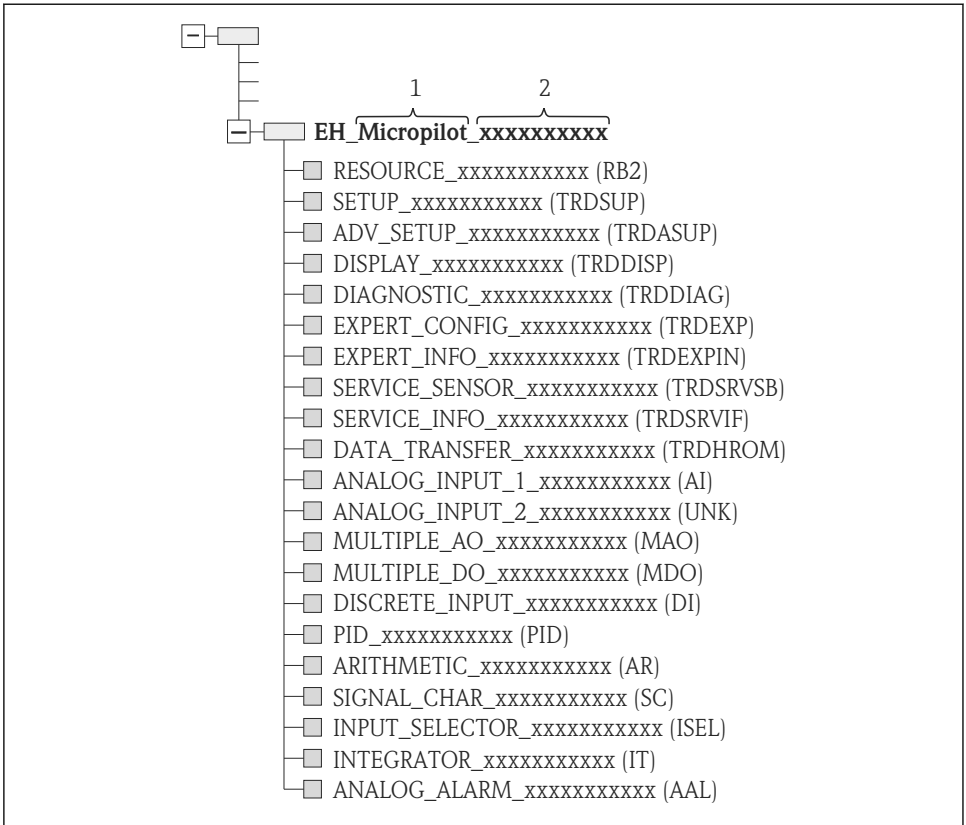 1 2
EH_Micropilot_xxxxxxxxxx
RESOURCE_xxxxxxxxxxx (RB2)
SETUP_xxxxxxxxxxx (TRDSUP)
ADV_SETUP_xxxxxxxxxxx (TRDASUP)
DISPLAY_xxxxxxxxxxx (TRDDISP)
DIAGNOSTIC_xxxxxxxxxxx (TRDDIAG)
EXPERT_CONFIG_xxxxxxxxxxx (TRDEXP)
EXPERT_INFO_xxxxxxxxxxx (TRDEXPIN)
SERVICE_SENSOR_xxxxxxxxxxx (TRDSRVSB)
SERVICE_INFO_xxxxxxxxxxx (TRDSRVIF)
DATA_TRANSFER_xxxxxxxxxxx (TRDHROM)
ANALOG_INPUT_1_xxxxxxxxxxx (AI)
ANALOG_INPUT_2_xxxxxxxxxxx (UNK)
MULTIPLE_AO_xxxxxxxxxxx (MAO)
MULTIPLE_DO_xxxxxxxxxxx (MDO)
DISCRETE_INPUT_xxxxxxxxxxx (DI)
PID_xxxxxxxxxxx (PID)
ARITHMETIC_xxxxxxxxxxx (AR)
SIGNAL_CHAR_xxxxxxxxxxx (SC)
INPUT_SELECTOR_xxxxxxxxxxx (ISEL)
INTEGRATOR_xxxxxxxxxxx (IT)
ANALOG_ALARM_xxxxxxxxxxx (AAL)